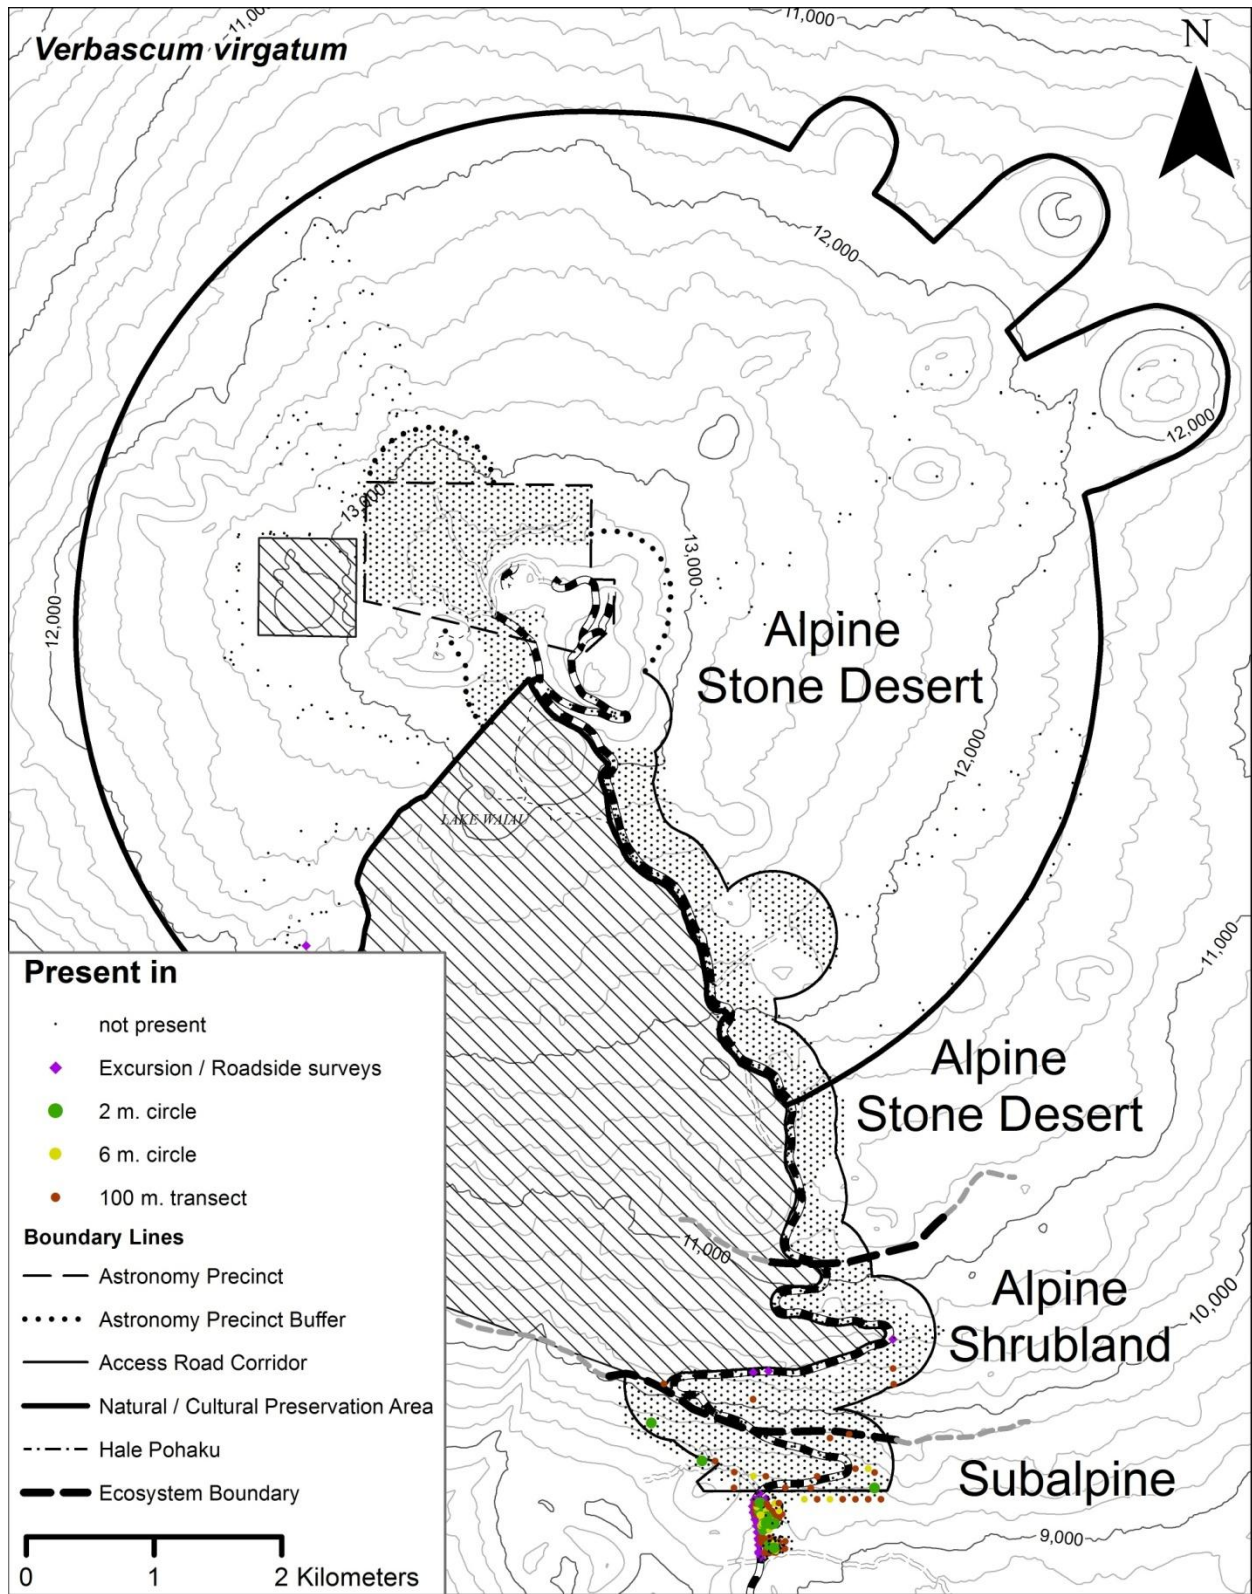 11,000
11,000
Verbascum virgatum
N
12,000
12,000
13,000
13,000
12,000
Alpine
Stone Desert
12,000
LAKE WAIAU
11,000
Present in
not present
Excursion / Roadside surveys
2 m. circle
6 m. circle
100 m. transect
Boundary Lines
Astronomy Precinct
Astronomy Precinct Buffer
Access Road Corridor
Natural / Cultural Preservation Area
Hale Pohaku
Ecosystem Boundary
0 1 2 Kilometers
Alpine
Stone Desert
11,000
Alpine
Shrubland
10,000
Subalpine
9,000